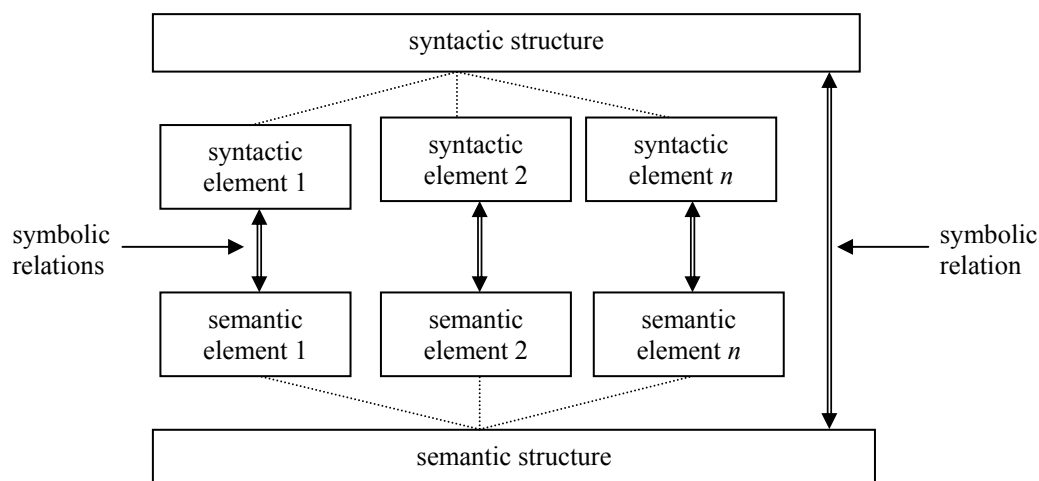 syntactic structure
syntactic
element 1
syntactic
element 2
syntactic
element n
symbolic
relations
symbolic
relation
semantic
element 1
semantic
element 2
semantic
element n
semantic structure